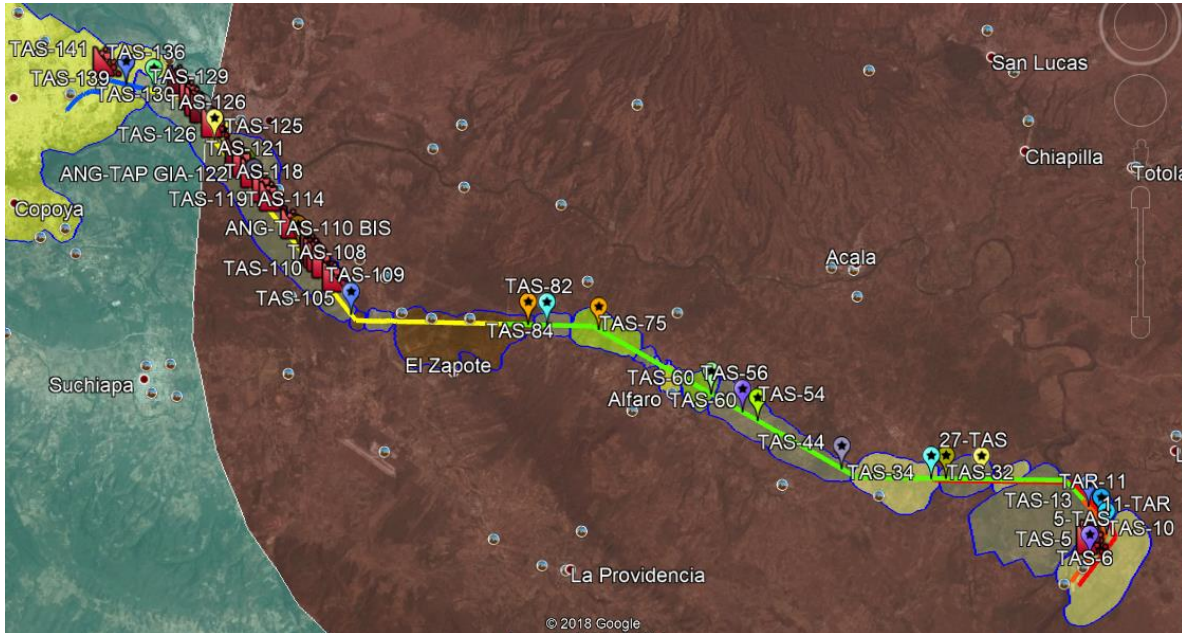 TAS-141
TAS-136
San Lucas
TAS-139
TAS-129
TAS-130
TAS-126
TAS-126
TAS-125
TAS-121
Chiapilla
ANG-TAP GIA-122
TAS-118
Totola
TAS-119
TAS-114
Copoya
ANG-TAS-110 BIS
TAS-108
Acala
TAS-110
TAS-109
TAS-105
TAS-82
TAS-84
TAS-75
El Zapote
TAS-60
TAS-56
Suchiapa
Alfaro
TAS-60
TAS-54
TAS-44
27-TAS
TAS-34
TAS-32
TAR-11
TAS-13
11-TAR
5-TAS
TAS-10
TAS-5
TAS-6
La Providencia
© 2018 Google